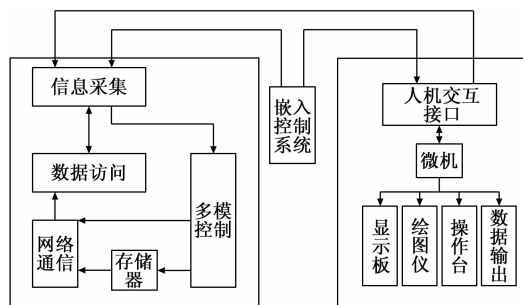 信息采集
数据访问
网络
通信
存储
器
多模
控制
嵌入
控制
系统
人机交互
接口
微机
显示板
绘图仪
操作台
数据输出